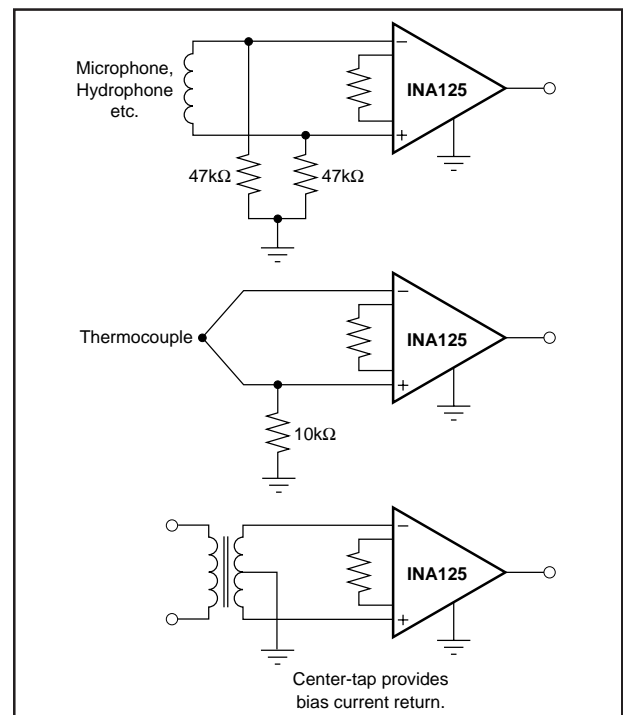 Microphone,
Hydrophone
etc.
−
INA125
+
47kΩ
47kΩ
−
Thermocouple
INA125
+
10kΩ
−
INA125
+
Center-tap provides
bias current return.